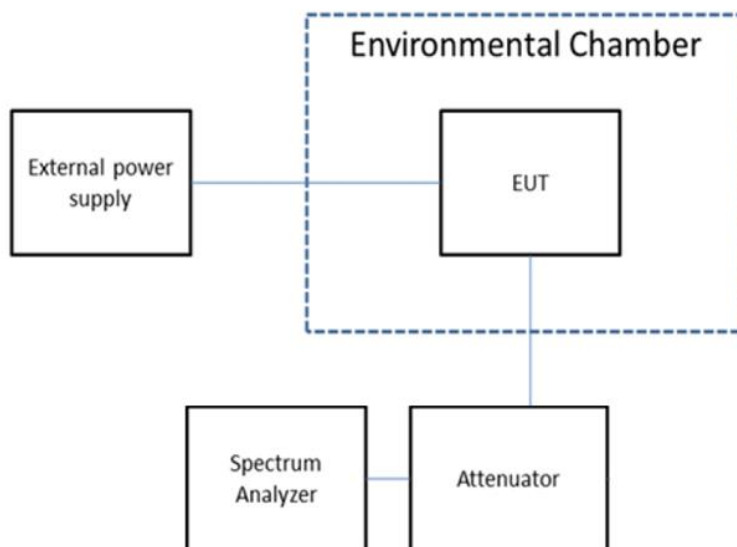 Environmental Chamber
External power
supply
EUT
Spectrum
Analyzer
Attenuator